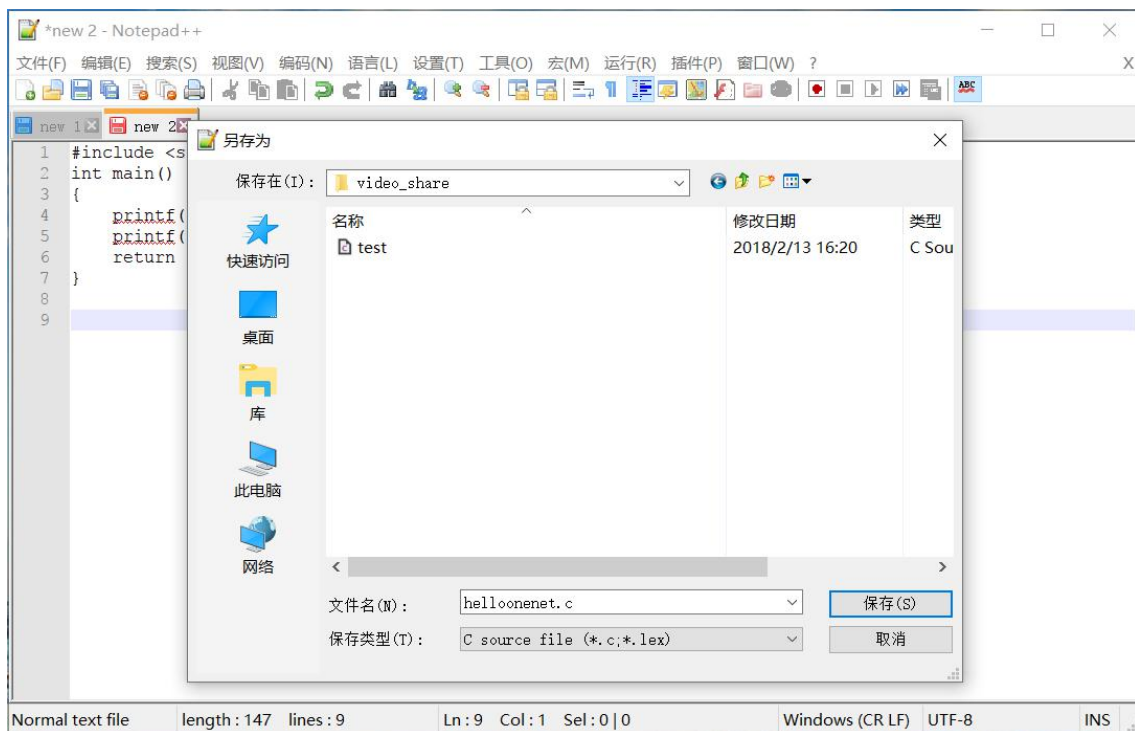 *new 2 - Notepad++
文件(F) 编辑(E) 搜索(S) 视图(V) 编码(N) 语言(L) 设置(T) 工具(O) 宏(M) 运行(R) 插件(P) 窗口(W) ? X
ABC
new 1 new 2
1 #include <s
2 int main()
3 {
4 printf(
5 printf(
6 return
7 }
8
9
另存为
保存在(I): video_share
名称 修改日期 类型
test 2018/2/13 16:20 C Sou
快速访问
桌面
库
此电脑
网络
文件名(N): helloonenet.c 保存(S)
保存类型(T): C source file (*.c;*.lex) 取消
Normal text file length : 147 lines : 9 Ln : 9 Col : 1 Sel : 0 | 0 Windows (CR LF) UTF-8 INS